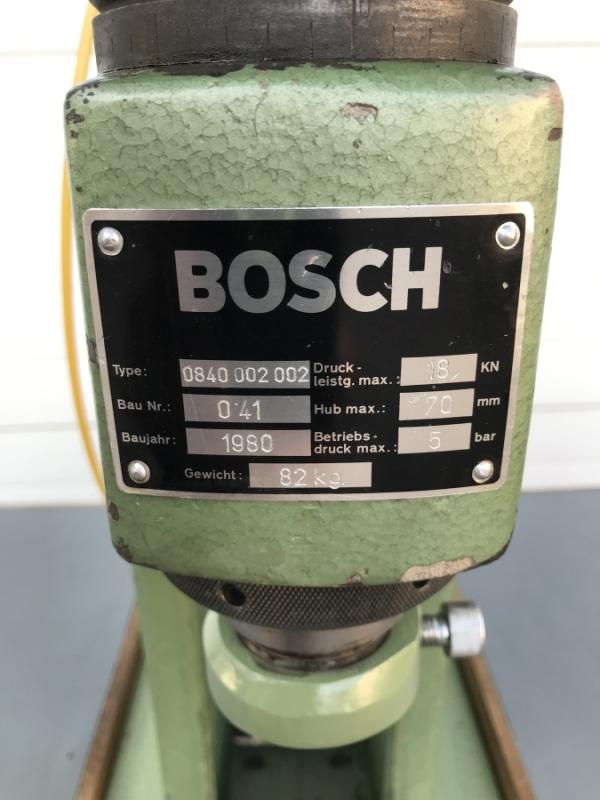 BOSCH
Type: 0840 002 002 Druck-
leistg. max.: 18 KN
Bau Nr.: 041 Hub max.: 70 mm
Baujahr: 1980 Betriebs-
druck max.: 5 bar
Gewicht: 82 kg.